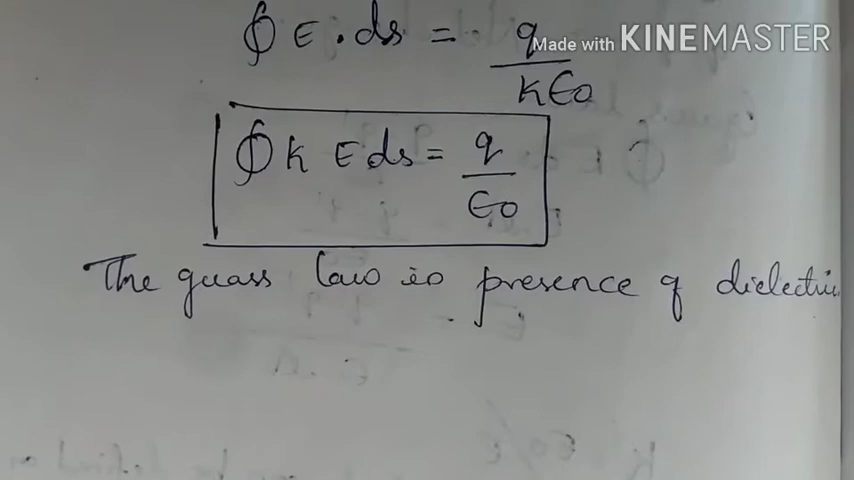 ∮ E . ds = q / kϵ0
Made with KINEMASTER
∮ k E ds = q / ϵ0
The guass law in presence of dielectric